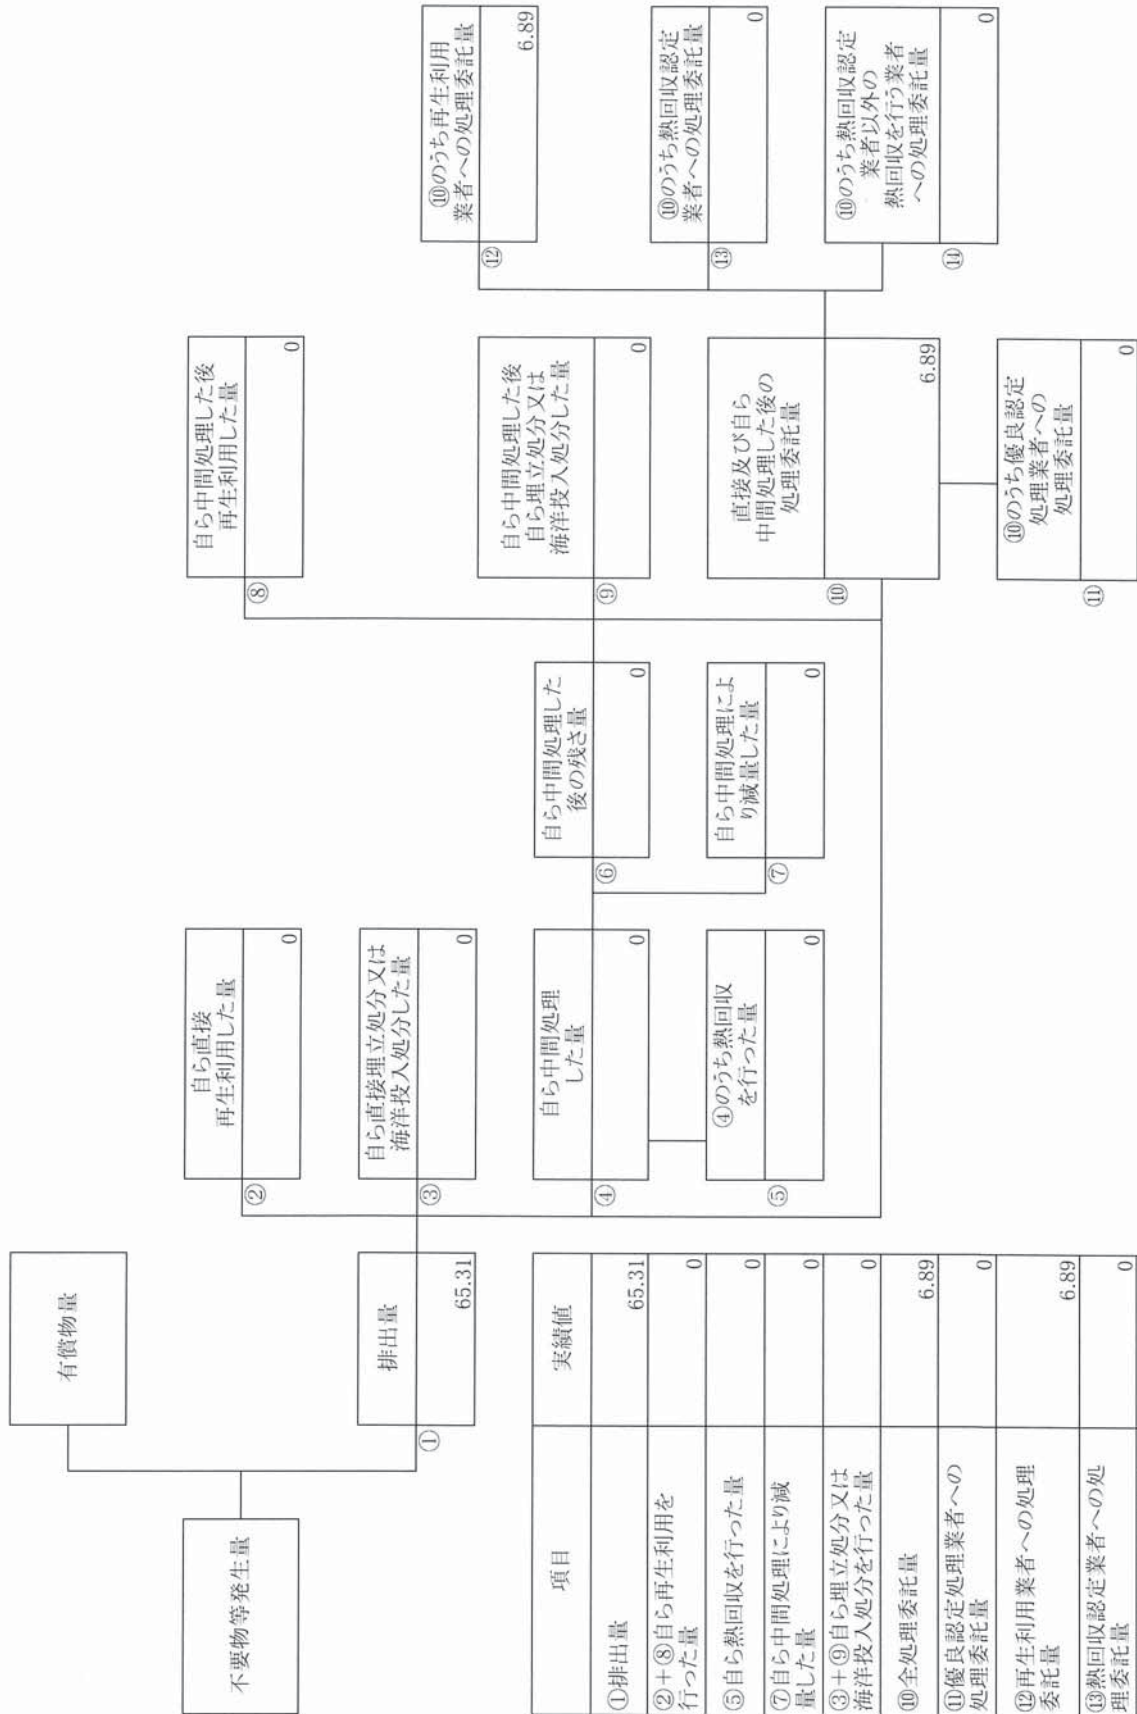 不要物等発生量
有償物量
①
排出量
65.31
②
自ら直接
再生利用した量
0
③
自ら直接埋立処分又は
海洋投入処分した量
0
④
自ら中間処理
した量
0
⑤
④のうち熱回収
を行った量
0
⑥
自ら中間処理した
後の残さ量
0
⑦
自ら中間処理によ
り減量した量
0
⑧
自ら中間処理した後
再生利用した量
0
⑨
自ら中間処理した後
自ら埋立処分又は
海洋投入処分した量
0
⑩
直接及び自ら
中間処理した後の
処理委託量
6.89
⑪
⑩のうち優良認定
処理業者への
処理委託量
0
⑫
⑩のうち再生利用
業者への処理委託量
6.89
⑬
⑩のうち熱回収認定
業者への処理委託量
0
⑭
⑩のうち熱回収認定
業者以外の
熱回収を行う業者
への処理委託量
0
項目 実績値
①排出量 65.31
②+⑧自ら再生利用を
行った量 0
⑤自ら熱回収を行った量 0
⑦自ら中間処理により減
量した量 0
③+⑨自ら埋立処分又は
海洋投入処分を行った量 0
⑩全処理委託量 6.89
⑪優良認定処理業者への
処理委託量 0
⑫再生利用業者への処理
委託量 6.89
⑬熱回収認定業者への処
理委託量 0